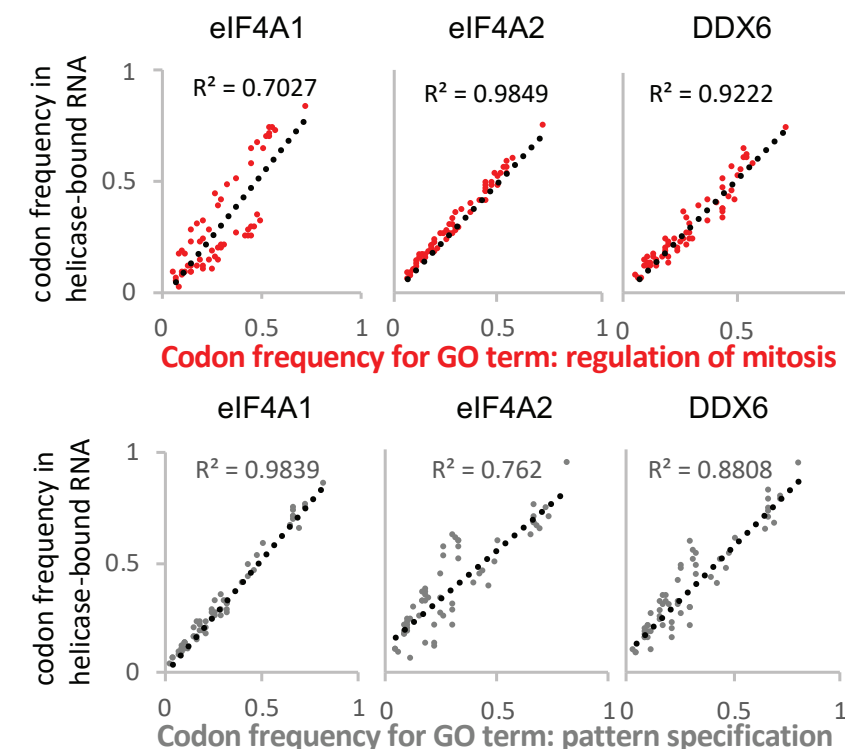 eIF4A1 eIF4A2 DDX6
codon frequency in
helicase-bound RNA
1
R² = 0.7027 R² = 0.9849 R² = 0.9222
0.5
0
0 0.5 1 0 0.5 1 0 0.5
Codon frequency for GO term: regulation of mitosis
eIF4A1 eIF4A2 DDX6
codon frequency in
helicase-bound RNA
1
R² = 0.9839 R² = 0.762 R² = 0.8808
0.5
0
0 0.5 1 0 0.5 1 0 0.5 1
Codon frequency for GO term: pattern specification